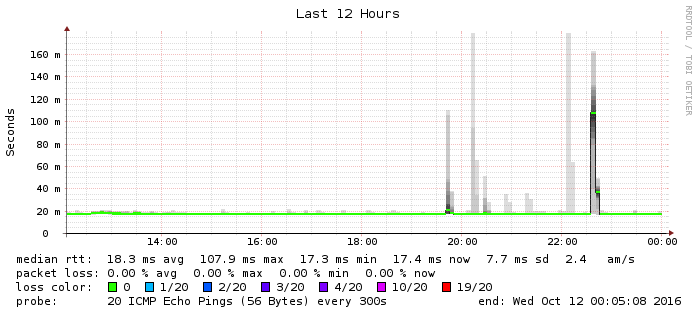 Last 12 Hours
RRDTOOL / TOBI OETIKER
Seconds
160 m
140 m
120 m
100 m
80 m
60 m
40 m
20 m
0
14:00 16:00 18:00 20:00 22:00 00:00
median rtt: 18.3 ms avg 107.9 ms max 17.3 ms min 17.4 ms now 7.7 ms sd 2.4 am/s
packet loss: 0.00 % avg 0.00 % max 0.00 % min 0.00 % now
loss color: 0 1/20 2/20 3/20 4/20 10/20 19/20
probe: 20 ICMP Echo Pings (56 Bytes) every 300s end: Wed Oct 12 00:05:08 2016